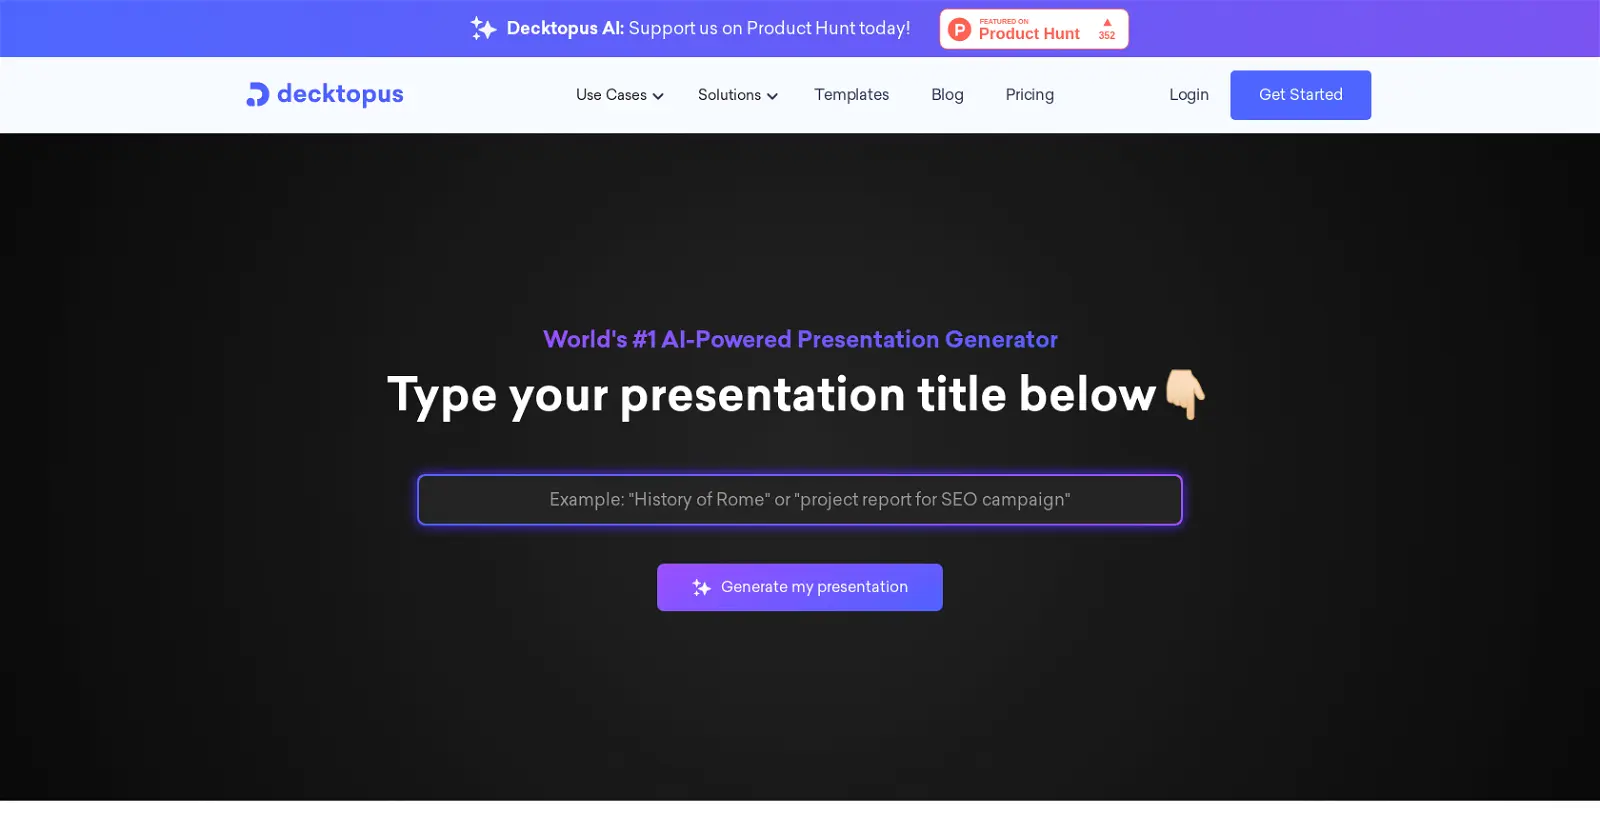 Decktopus AI: Support us on Product Hunt today!
FEATURED ON
Product Hunt
352
decktopus
Use Cases
Solutions
Templates
Blog
Pricing
Login
Get Started
World's #1 AI-Powered Presentation Generator
Type your presentation title below
Example: "History of Rome" or "project report for SEO campaign"
Generate my presentation